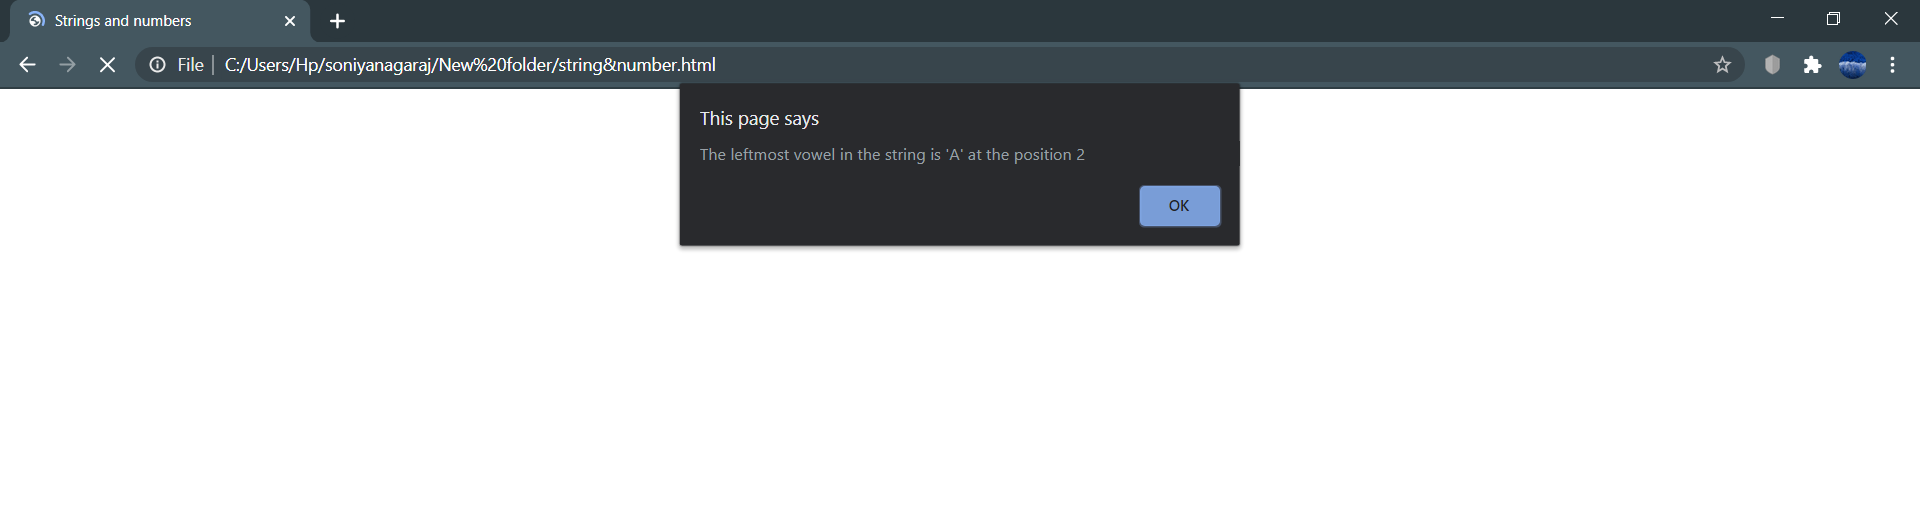 Strings and numbers
File C:/Users/Hp/soniyanagaraj/New%20folder/string&number.html
This page says
The leftmost vowel in the string is 'A' at the position 2
OK